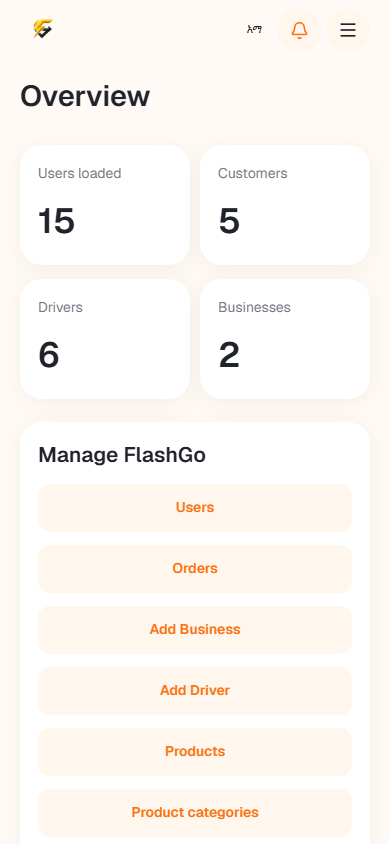 አማ
Overview
Users loaded
15
Customers
5
Drivers
6
Businesses
2
Manage FlashGo
Users
Orders
Add Business
Add Driver
Products
Product categories